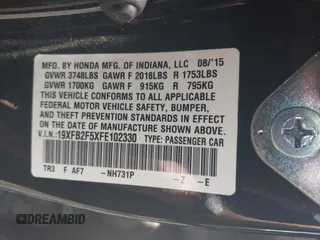 MFD. BY HONDA MFG. OF INDIANA, LLC 08/'15
GVWR 3748LBS GAWR F 2018LBS R 1753LBS
GVWR 1700KG GAWR F 915KG R 795KG
THIS VEHICLE CONFORMS TO ALL APPLICABLE
FEDERAL MOTOR VEHICLE SAFETY, BUMPER,
AND THEFT PREVENTION STANDARDS IN EFFECT
ON THE DATE OF MANUFACTURE SHOWN ABOVE.
V.I.N.:19XFB2F5XFE102330 TYPE: PASSENGER CAR
TR3 F AF7 -NH731P -Z -E
DREAMBID